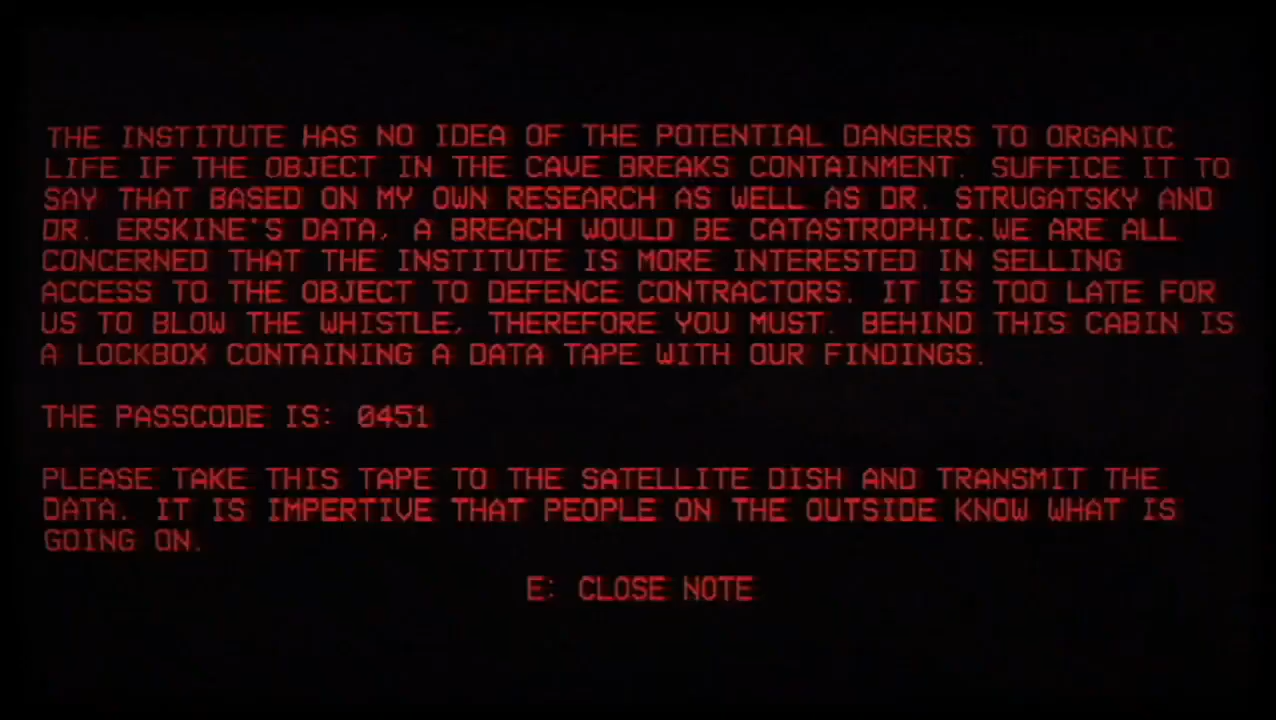 THE INSTITUTE HAS NO IDEA OF THE POTENTIAL DANGERS TO ORGANIC
LIFE IF THE OBJECT IN THE CAVE BREAKS CONTAINMENT. SUFFICE IT TO
SAY THAT BASED ON MY OWN RESEARCH AS WELL AS DR. STRUGATSKY AND
DR. ERSKINE'S DATA, A BREACH WOULD BE CATASTROPHIC.WE ARE ALL
CONCERNED THAT THE INSTITUTE IS MORE INTERESTED IN SELLING
ACCESS TO THE OBJECT TO DEFENCE CONTRACTORS. IT IS TOO LATE FOR
US TO BLOW THE WHISTLE, THEREFORE YOU MUST. BEHIND THIS CABIN IS
A LOCKBOX CONTAINING A DATA TAPE WITH OUR FINDINGS.
THE PASSCODE IS: 0451
PLEASE TAKE THIS TAPE TO THE SATELLITE DISH AND TRANSMIT THE
DATA. IT IS IMPERTIVE THAT PEOPLE ON THE OUTSIDE KNOW WHAT IS
GOING ON.
E: CLOSE NOTE